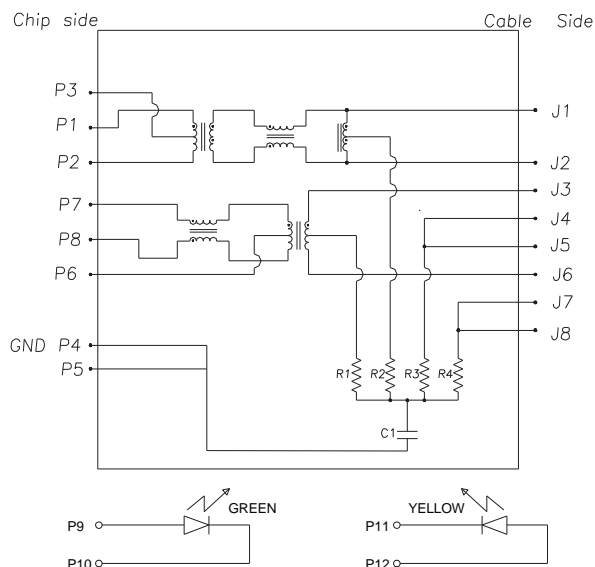 Chip side
Cable Side
P3
P1
P2
P7
P8
P6
GND P4
P5
J1
J2
J3
J4
J5
J6
J7
J8
R1 R2 R3 R4
C1
GREEN
YELLOW
P9
P11
P10
P12